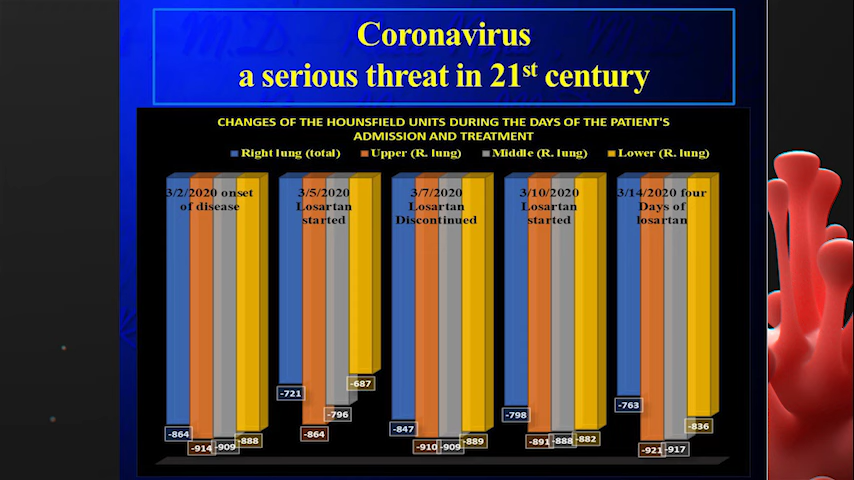 Coronavirus
a serious threat in 21st century
CHANGES OF THE HOUNSFIELD UNITS DURING THE DAYS OF THE PATIENT'S
ADMISSION AND TREATMENT
Right lung (total) Upper (R. lung) Middle (R. lung) Lower (R. lung)
3/2/2020 onset
of disease
3/5/2020
Losartan
started
3/7/2020
Losartan
Discontinued
3/10/2020
Losartan
started
3/14/2020 four
Days of
losartan
-864 -914 -909 -888
-721 -864 -796 -687
-847 -910 -909 -889
-798 -891 -888 -882
-763 -921 -917 -836